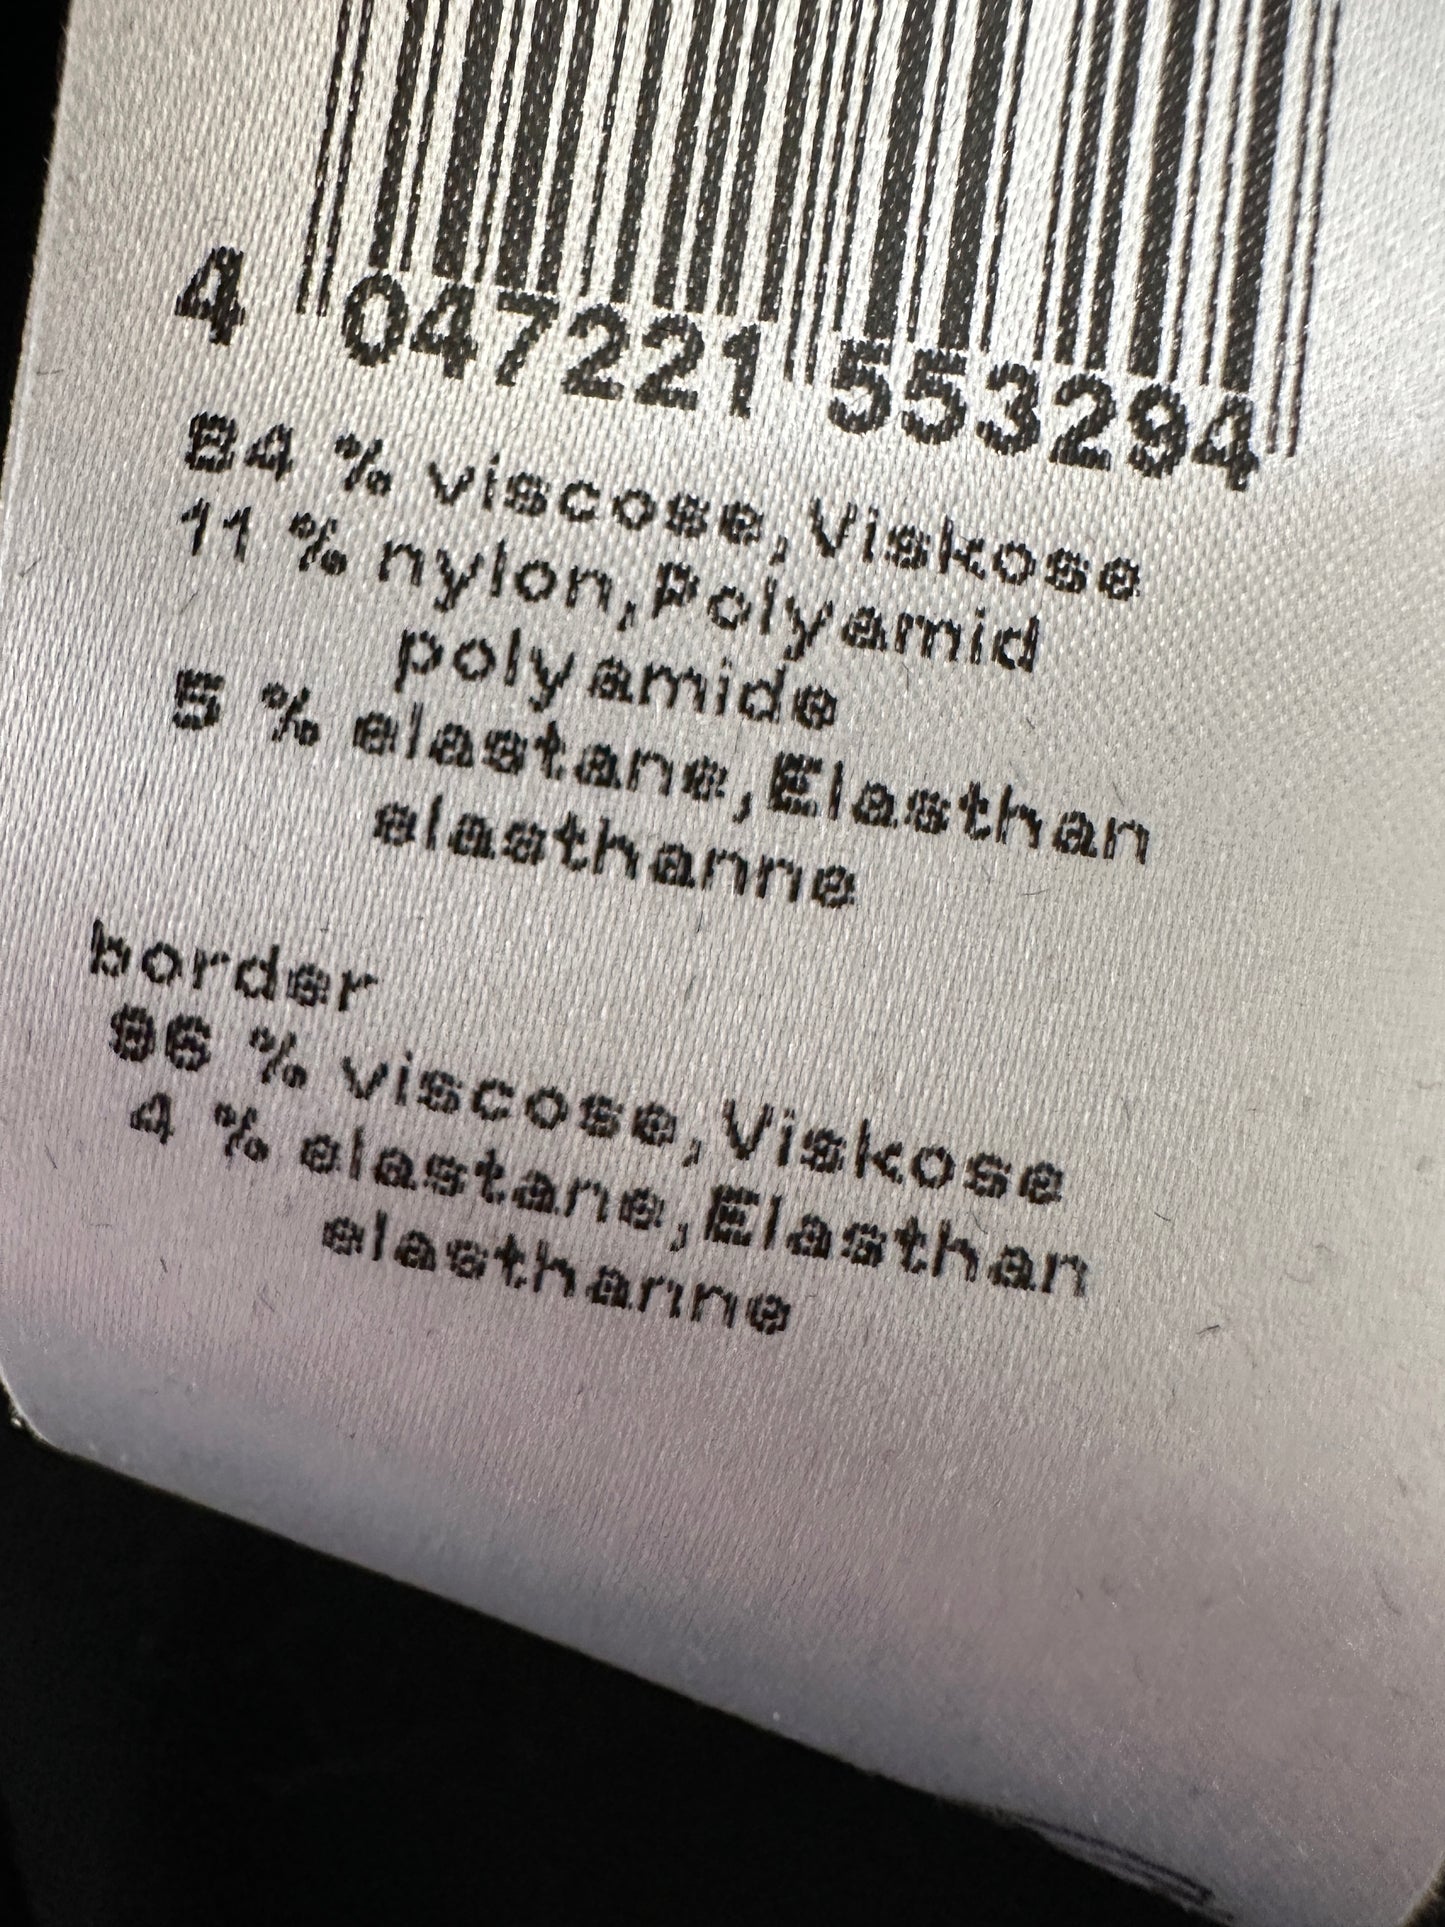 4 047221 553294
84 % viscose,Viskose
11 % nylon,Polyamid
polyamide
5 % elastane,Elasthan
elasthanne
border
96 % viscose,Viskose
4 % elastane,Elasthan
elasthanne